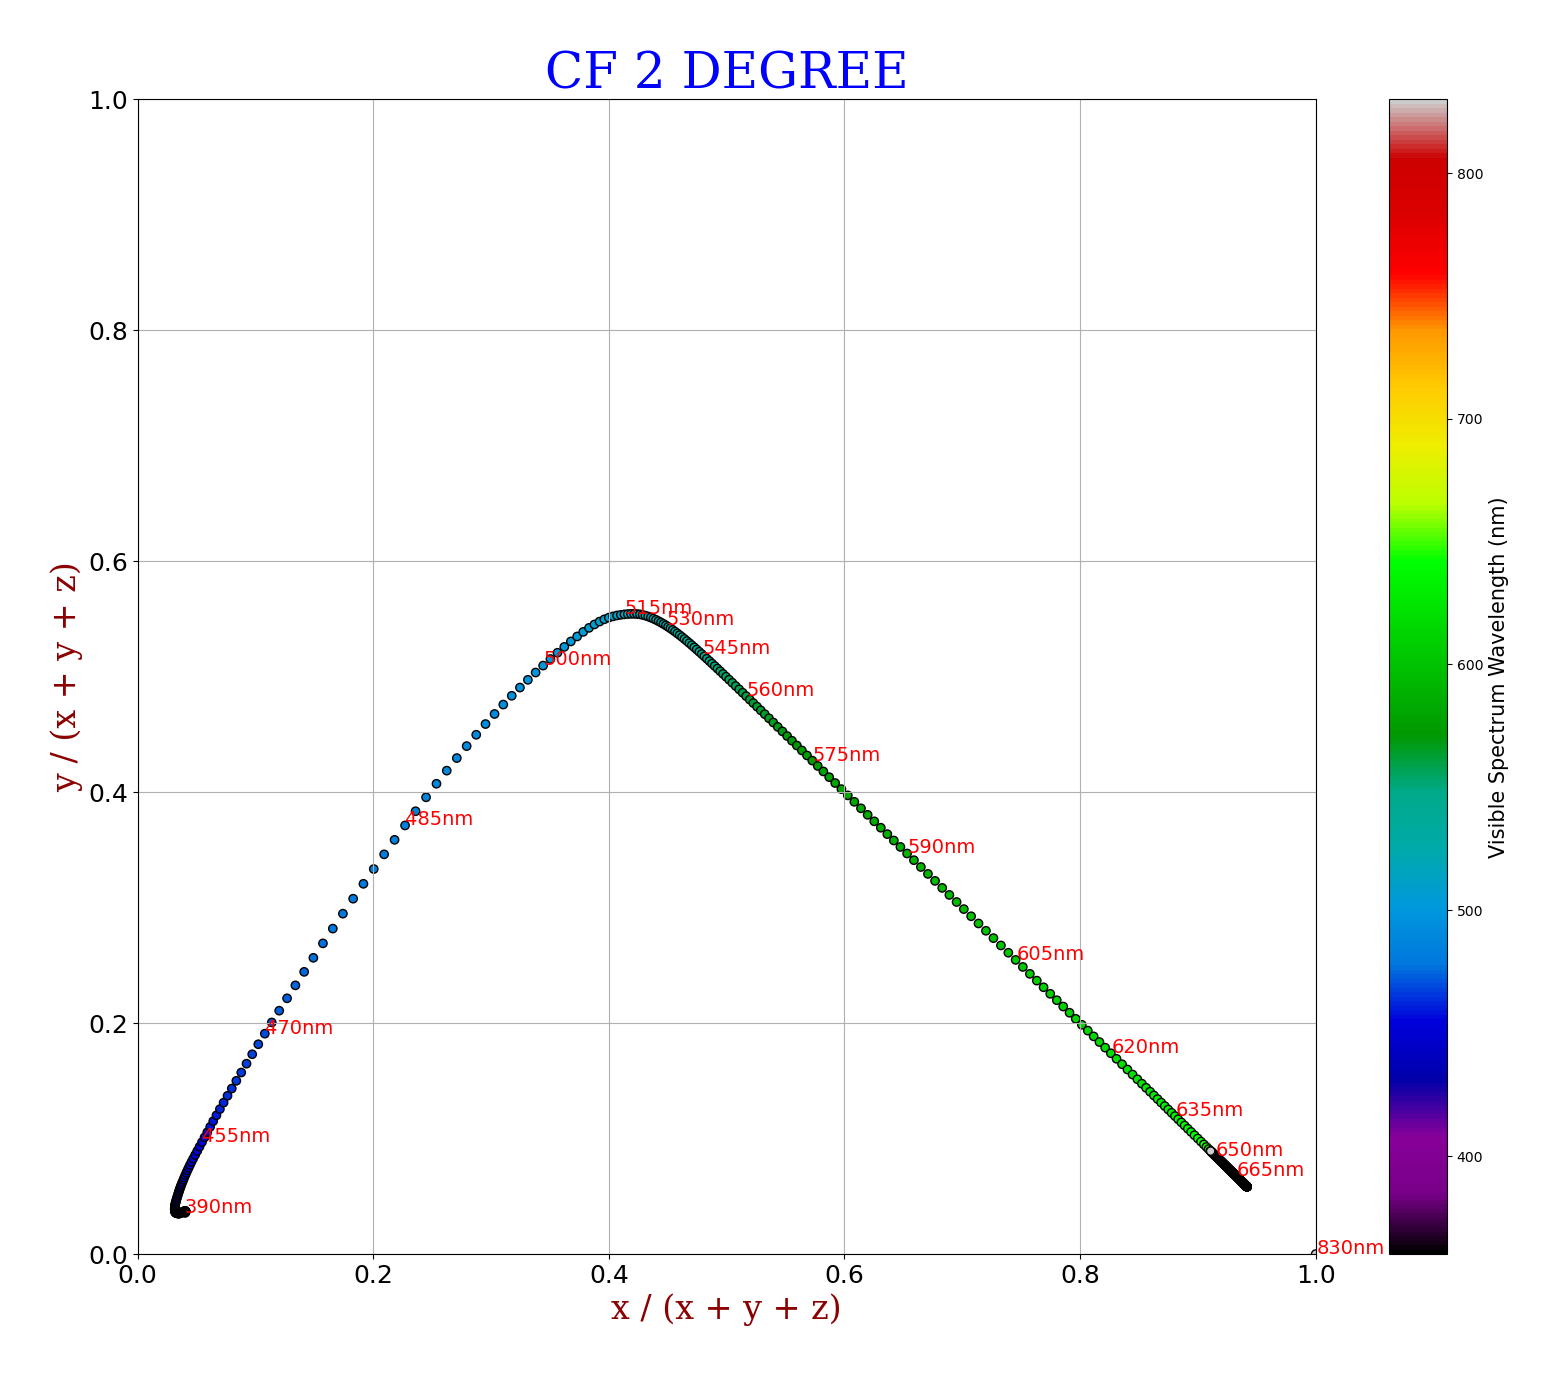 CF 2 DEGREE
1.0
0.8
0.6
0.4
0.2
0.0
y / (x + y + z)
515nm
530nm
545nm
500nm
560nm
575nm
485nm
590nm
605nm
470nm
620nm
635nm
455nm
650nm
665nm
390nm
830nm
0.0 0.2 0.4 0.6 0.8 1.0
x / (x + y + z)
800
700
600
500
400
Visible Spectrum Wavelength (nm)